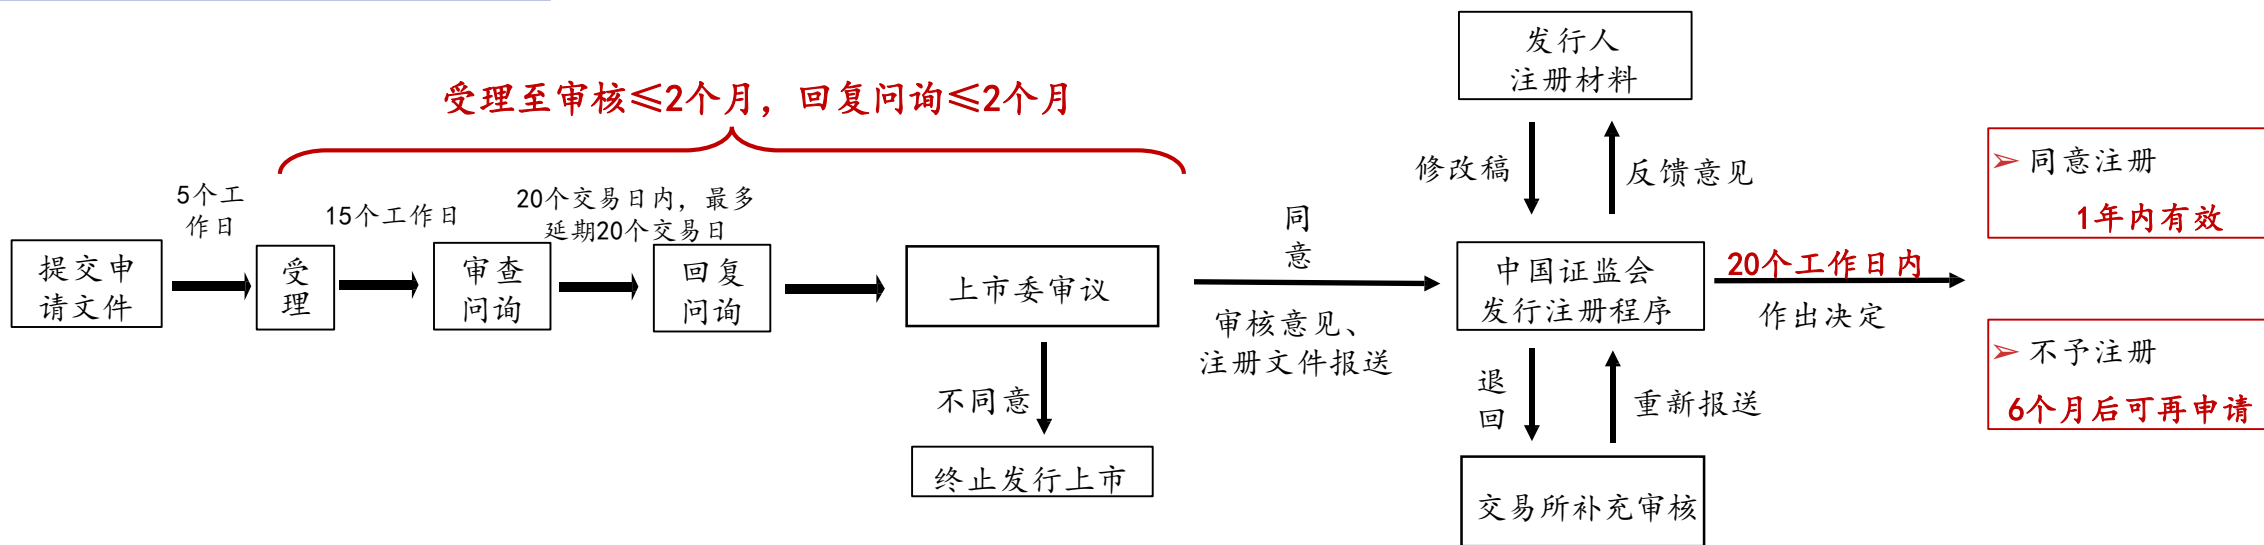 受理至审核≤2个月，回复问询≤2个月
5个工
作日
15个工作日
20个交易日内，最多
延期20个交易日
提交申
请文件
受
理
审查
问询
回复
问询
上市委审议
不同意
终止发行上市
同
意
审核意见、
注册文件报送
发行人
注册材料
修改稿
反馈意见
中国证监会
发行注册程序
退
回
重新报送
交易所补充审核
20个工作日内
作出决定
➢ 同意注册
1年内有效
➢ 不予注册
6个月后可再申请